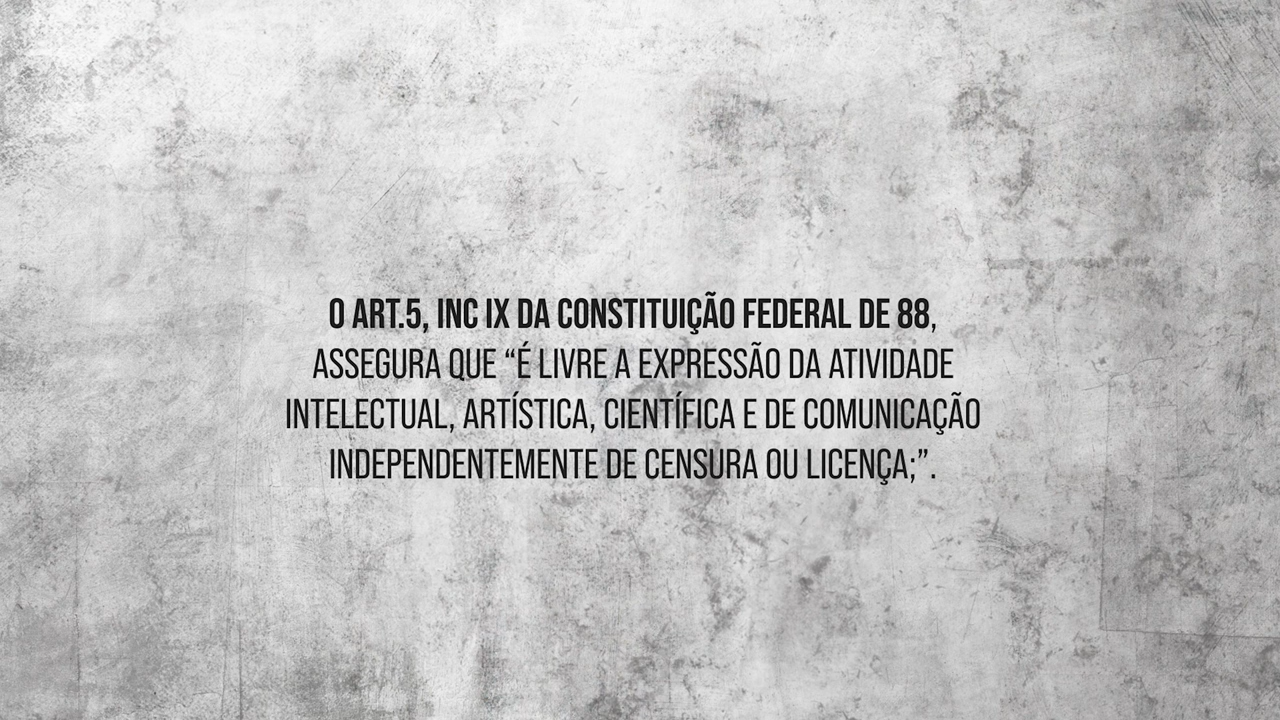 O ART.5, INC IX DA CONSTITUIÇÃO FEDERAL DE 88,
ASSEGURA QUE “É LIVRE A EXPRESSÃO DA ATIVIDADE
INTELECTUAL, ARTÍSTICA, CIENTÍFICA E DE COMUNICAÇÃO
INDEPENDENTEMENTE DE CENSURA OU LICENÇA;”.